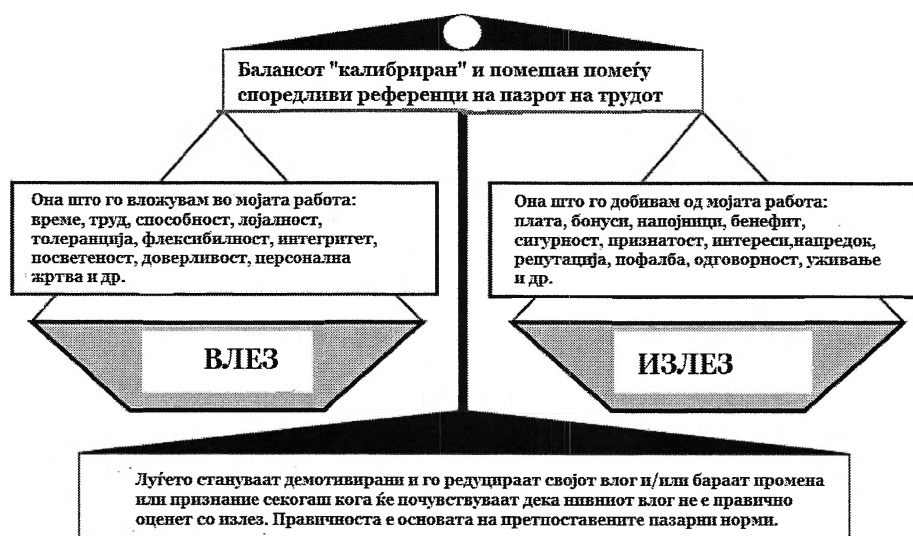 Балансот "калибриран" и помешан помеѓу
споредливи референци на пазрот на трудот
Она што го вложувам во мојата работа:
време, труд, способност, лојалност,
толеранција, флексибилност, интегритет,
посветеност, доверливост, персонална
жртва и др.
Она што го добивам од мојата работа:
плата, бонуси, напојници, бенефит,
сигурност, признатост, интереси,напредок,
репутација, пофалба, одговорност, уживање
и др.
ВЛЕЗ
ИЗЛЕЗ
Луѓето стануваат демотивирани и го редуцираат својот влог и/или бараат промена
или признание секогаш кога ќе почувствуваат дека нивниот влог не е правично
оценет со излез. Правичноста е основата на претпоставените пазарни норми.